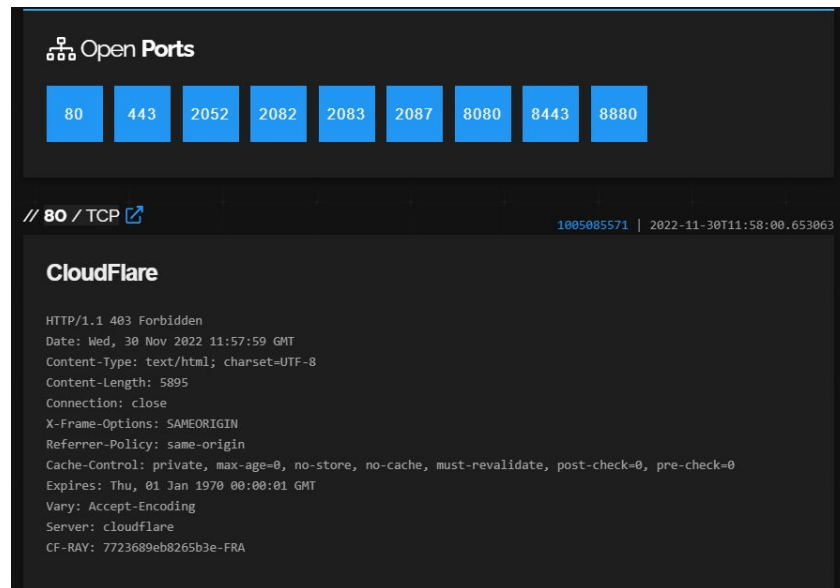 Open Ports
80 443 2052 2082 2083 2087 8080 8443 8880
// 80 / TCP
1005085571 | 2022-11-30T11:58:00.653063
CloudFlare
HTTP/1.1 403 Forbidden
Date: Wed, 30 Nov 2022 11:57:59 GMT
Content-Type: text/html; charset=UTF-8
Content-Length: 5895
Connection: close
X-Frame-Options: SAMEORIGIN
Referrer-Policy: same-origin
Cache-Control: private, max-age=0, no-store, no-cache, must-revalidate, post-check=0, pre-check=0
Expires: Thu, 01 Jan 1970 00:00:01 GMT
Vary: Accept-Encoding
Server: cloudflare
CF-RAY: 7723689eb8265b3e-FRA